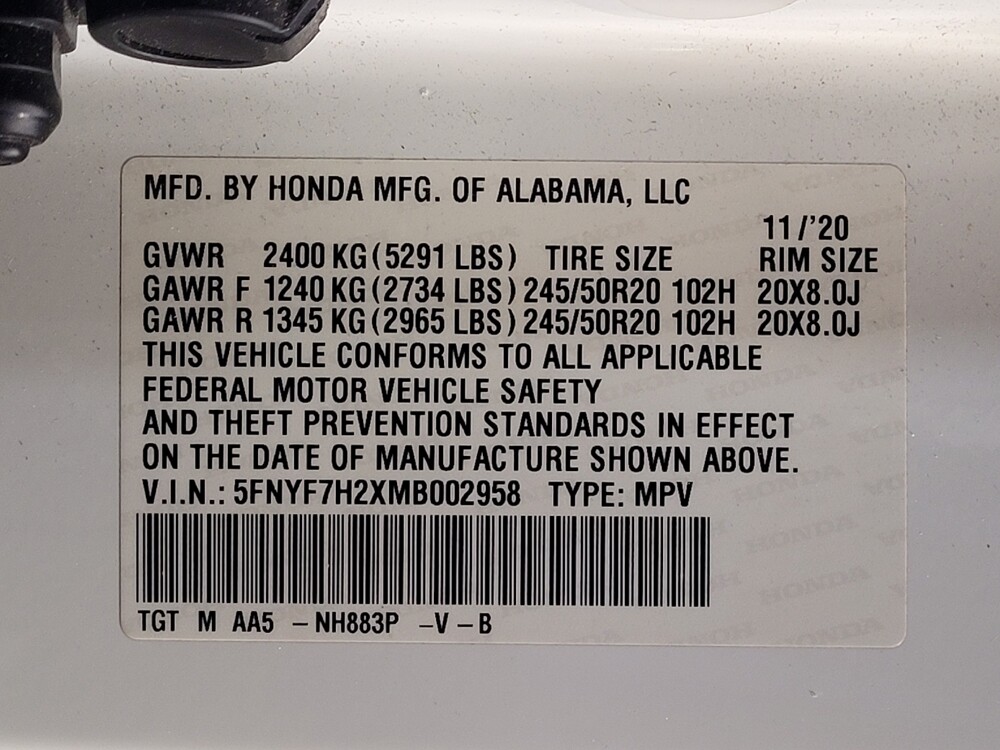 MFD. BY HONDA MFG. OF ALABAMA, LLC
11/'20
GVWR 2400 KG (5291 LBS) TIRE SIZE RIM SIZE
GAWR F 1240 KG (2734 LBS) 245/50R20 102H 20X8.0J
GAWR R 1345 KG (2965 LBS) 245/50R20 102H 20X8.0J
THIS VEHICLE CONFORMS TO ALL APPLICABLE
FEDERAL MOTOR VEHICLE SAFETY
AND THEFT PREVENTION STANDARDS IN EFFECT
ON THE DATE OF MANUFACTURE SHOWN ABOVE.
V.I.N.: 5FNYF7H2XMB002958 TYPE: MPV
TGT M AA5 - NH883P - V - B